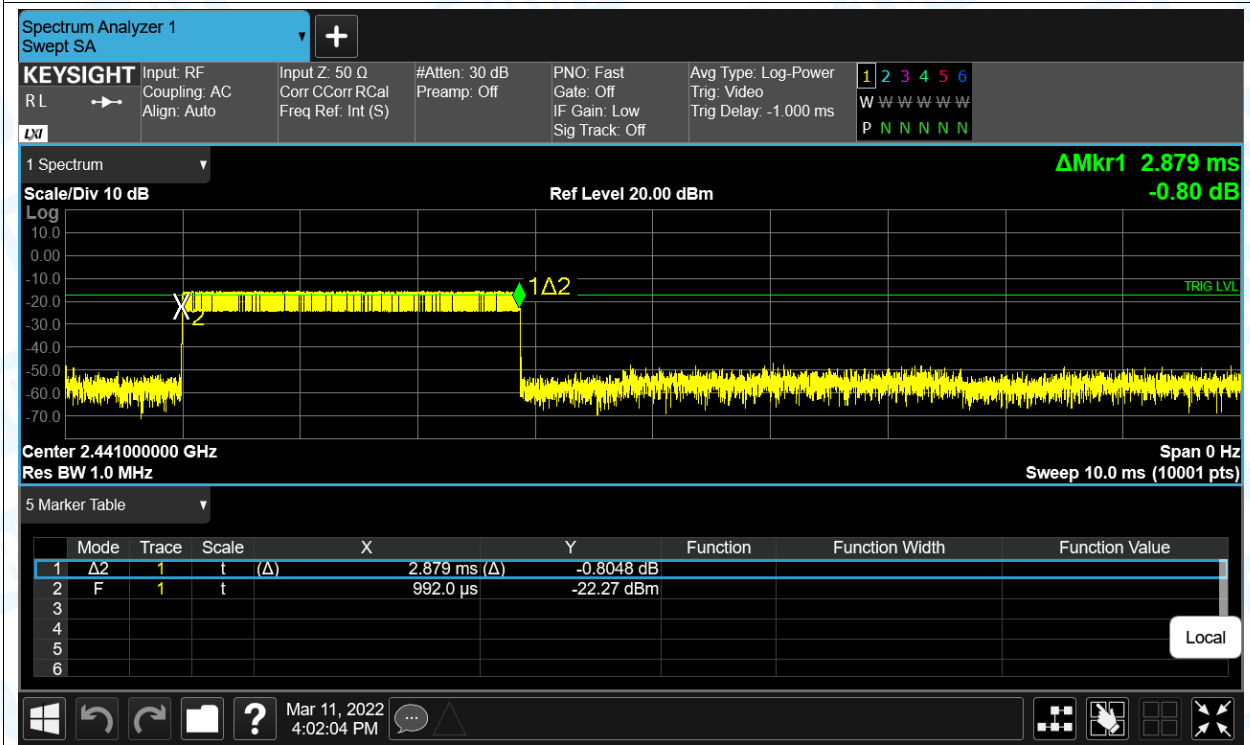 Spectrum Analyzer 1
Swept SA
+
KEYSIGHT
R L
LXI
Input: RF
Coupling: AC
Align: Auto
Input Z: 50 Ω
Corr CCorr RCal
Freq Ref: Int (S)
#Atten: 30 dB
Preamp: Off
PNO: Fast
Gate: Off
IF Gain: Low
Sig Track: Off
Avg Type: Log-Power
Trig: Video
Trig Delay: -1.000 ms
1 2 3 4 5 6
W W W W W W
P N N N N N
1 Spectrum
ΔMkr1 2.879 ms
-0.80 dB
Scale/Div 10 dB
Ref Level 20.00 dBm
Log
10.0
0.00
-10.0
-20.0
-30.0
-40.0
-50.0
-60.0
-70.0
1Δ2
2
TRIG LVL
Center 2.441000000 GHz
Span 0 Hz
Res BW 1.0 MHz
Sweep 10.0 ms (10001 pts)
5 Marker Table
Mode Trace Scale X Y Function Function Width Function Value
1 Δ2 1 t (Δ) 2.879 ms (Δ) -0.8048 dB
2 F 1 t 992.0 µs -22.27 dBm
3
4
5
6
Local
?
Mar 11, 2022
4:02:04 PM